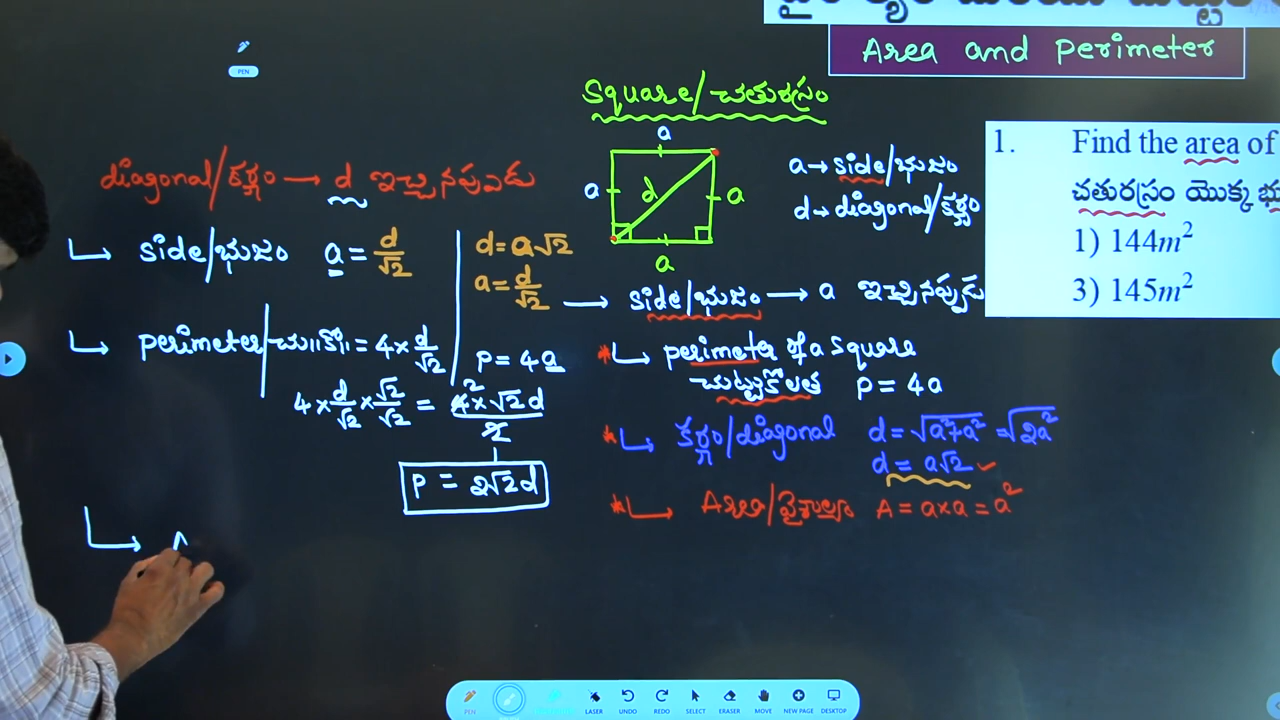 Area and perimeter
Square/చతురస్రం
a
a
d
a
a
a→ side/భుజం
d→ diagonal/కర్ణం
1. Find the area of
చతురస్రం యొక్క
1) 144m²
3) 145m²
diagonal/కర్ణం → d ఇచ్చినపుడు
side/భుజం a = d/√2
d = a√2
a = d/√2
perimeter/చు॥కొ॥ = 4×d/√2
P = 4a
4×d/√2×√2/√2 = 4×√2d/2
2
P = 2√2d
A
→ side/భుజం → a ఇచ్చినప్పుడు
* perimeter of a square
చుట్టుకొలత P = 4a
* కర్ణం/diagonal d = √a²+a² = √2a²
d = a√2 ✓
* Area/వైశాల్యం A = a×a = a²
PEN
PEN
LASER
UNDO
REDO
SELECT
ERASER
MOVE
NEW PAGE
DESKTOP